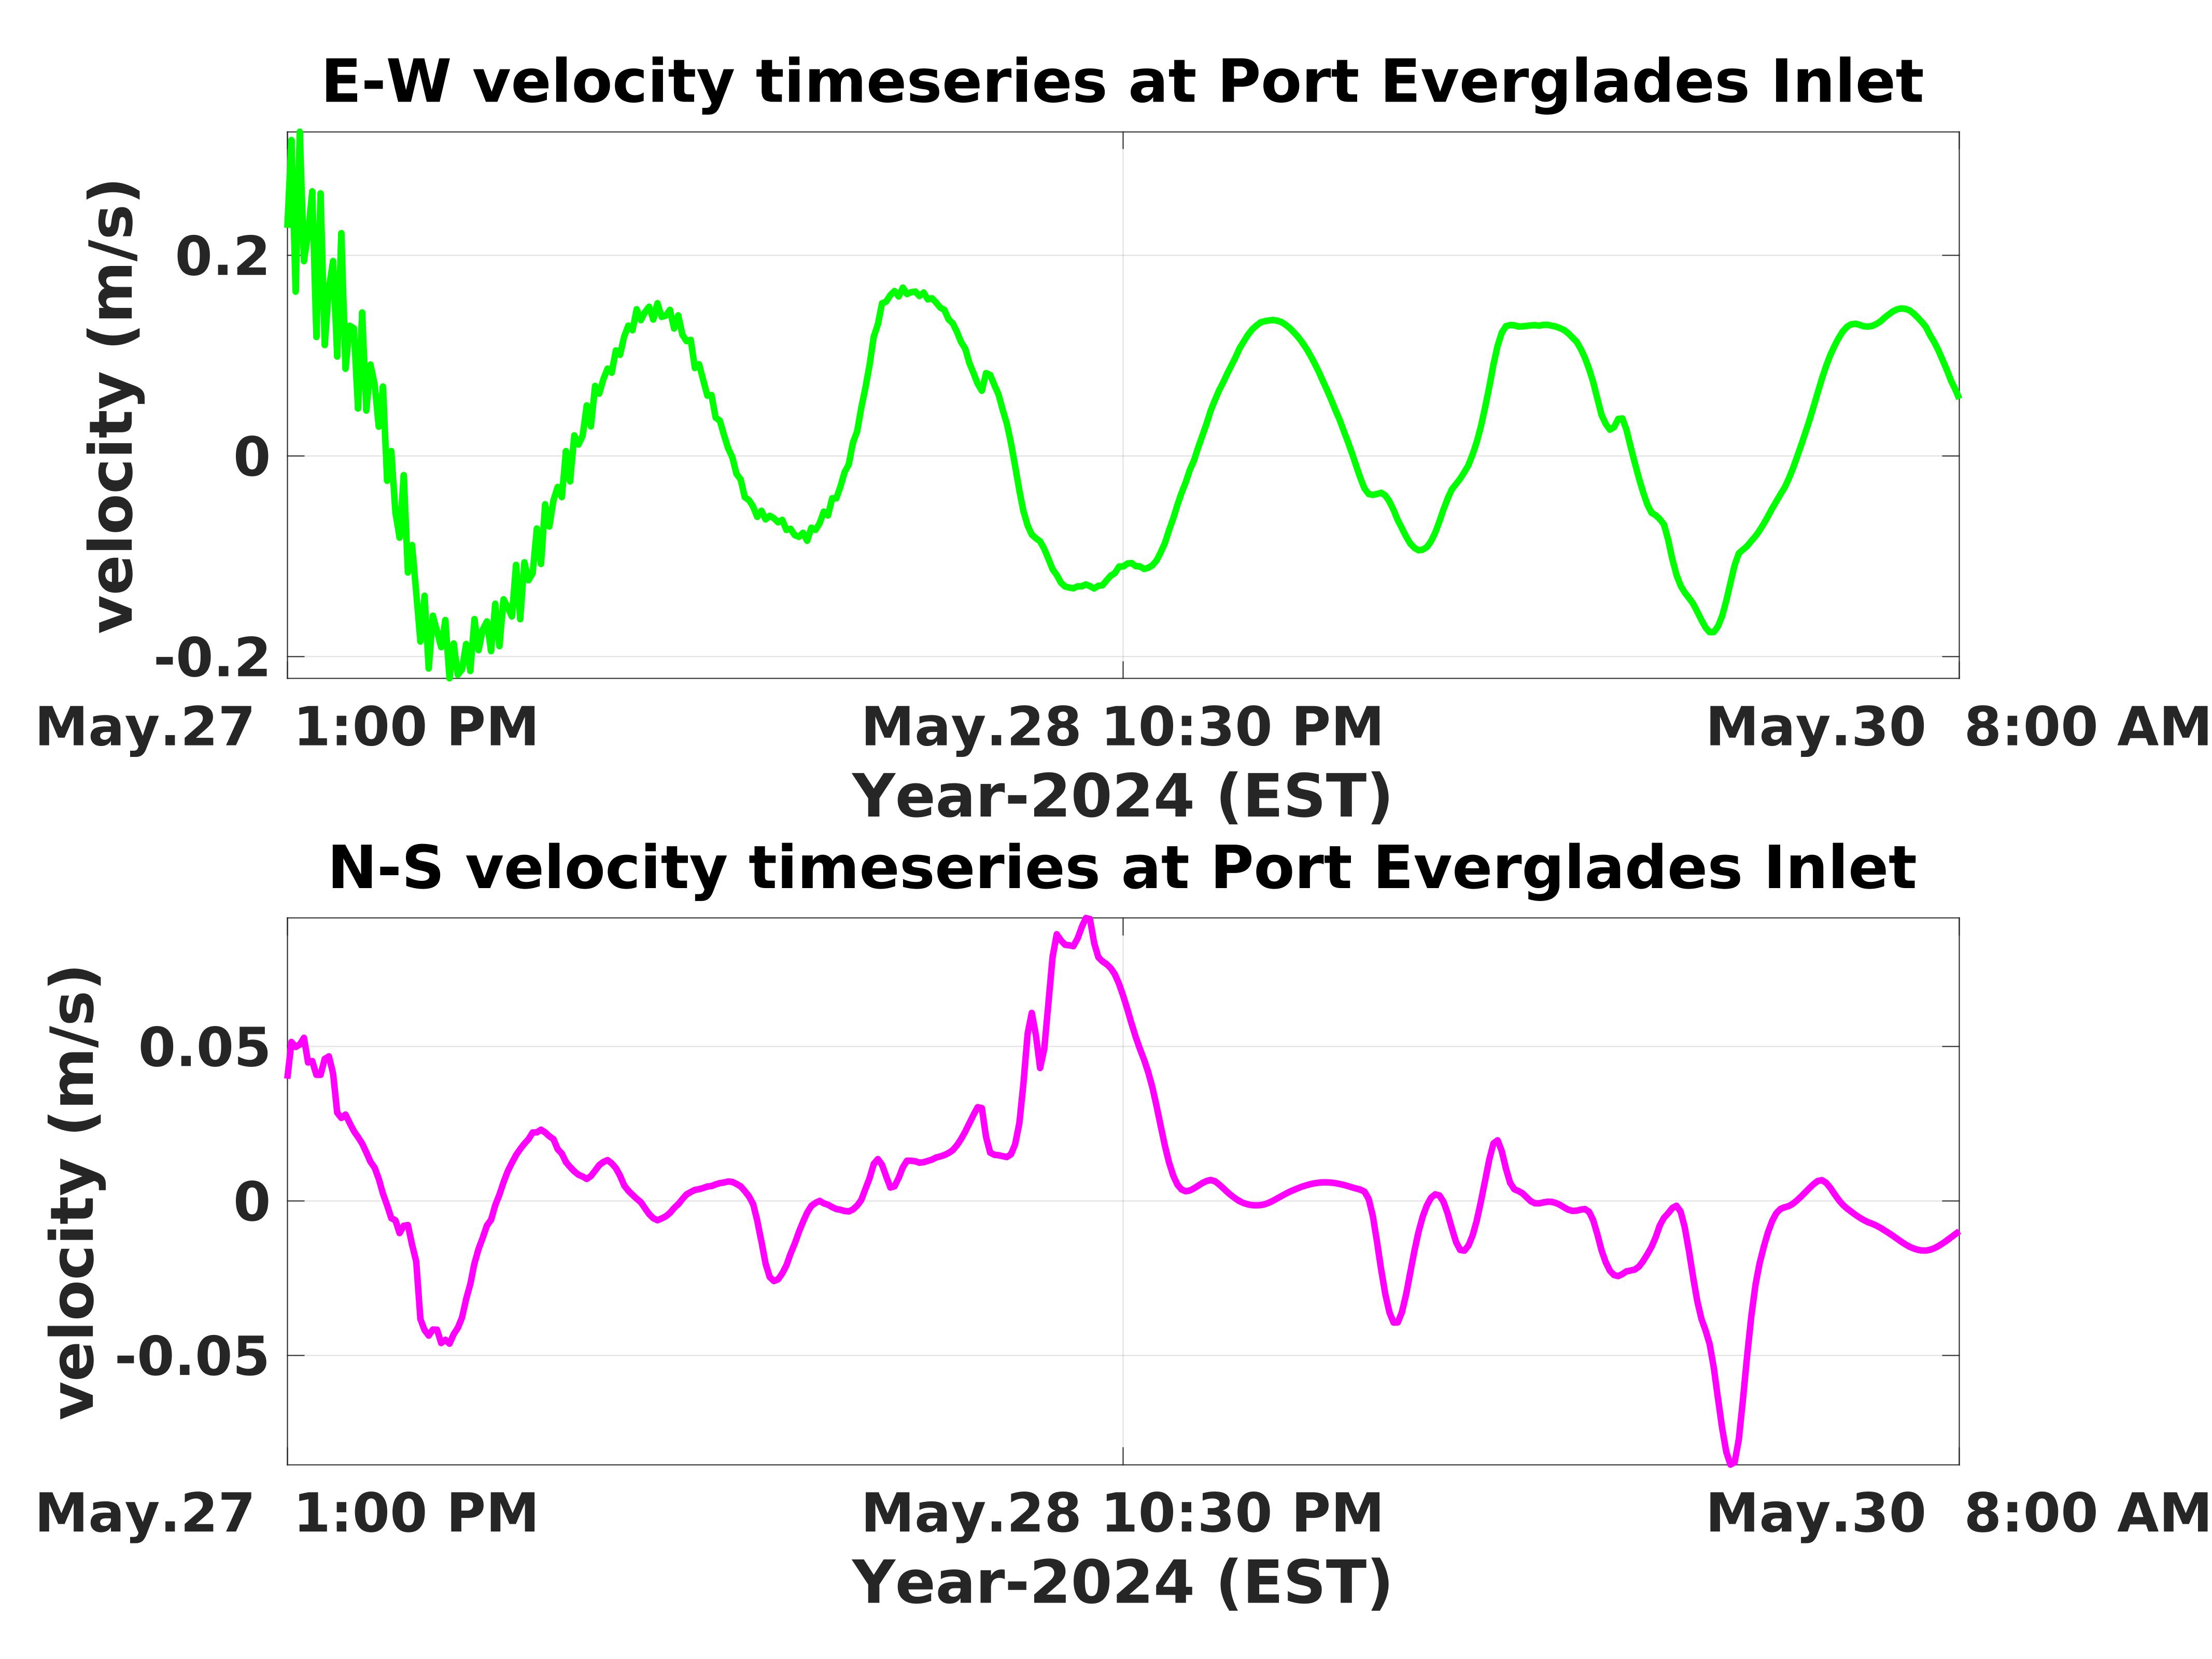 E-W velocity timeseries at Port Everglades Inlet
velocity (m/s)
0.2
0
-0.2
May.27  1:00 PM
May.28 10:30 PM
May.30  8:00 AM
Year-2024 (EST)
N-S velocity timeseries at Port Everglades Inlet
velocity (m/s)
0.05
0
-0.05
May.27  1:00 PM
May.28 10:30 PM
May.30  8:00 AM
Year-2024 (EST)